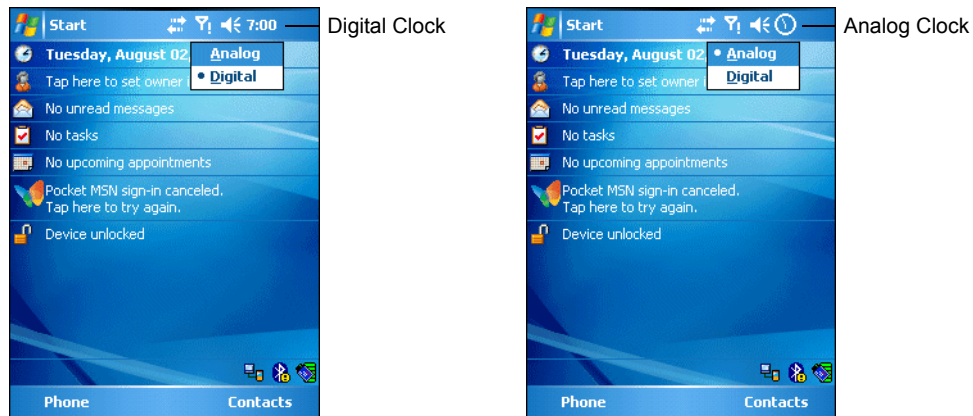 Start 7:00
Digital Clock
Tuesday, August 02
Analog
• Digital
Tap here to set owner i
No unread messages
No tasks
No upcoming appointments
Pocket MSN sign-in canceled.
Tap here to try again.
Device unlocked
Phone Contacts
Start
Analog Clock
Tuesday, August 02
• Analog
Digital
Tap here to set owner i
No unread messages
No tasks
No upcoming appointments
Pocket MSN sign-in canceled.
Tap here to try again.
Device unlocked
Phone Contacts